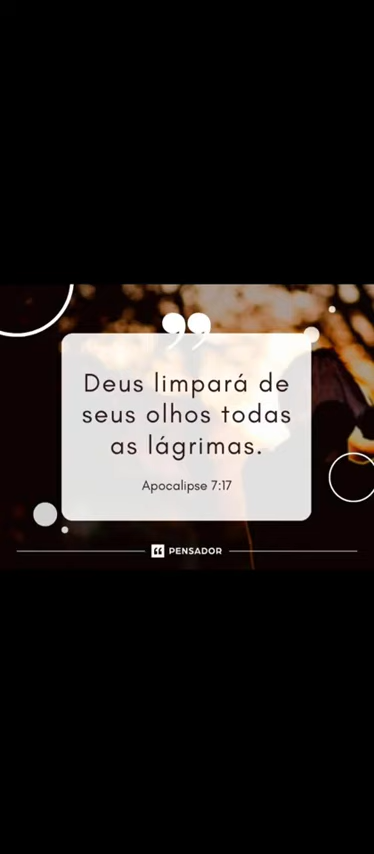 Deus limpará de
seus olhos todas
as lágrimas.
Apocalipse 7:17
PENSADOR